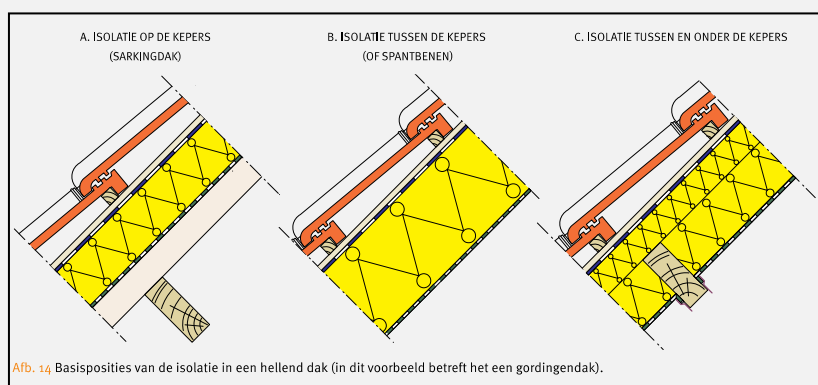 A. ISOLATIE OP DE KEPERS
(SARKINGDAK)
B. ISOLATIE TUSSEN DE KEPERS
(OF SPANTBENEN)
C. ISOLATIE TUSSEN EN ONDER DE KEPERS
Afb. 14 Basisposities van de isolatie in een hellend dak (in dit voorbeeld betreft het een gordingendak).